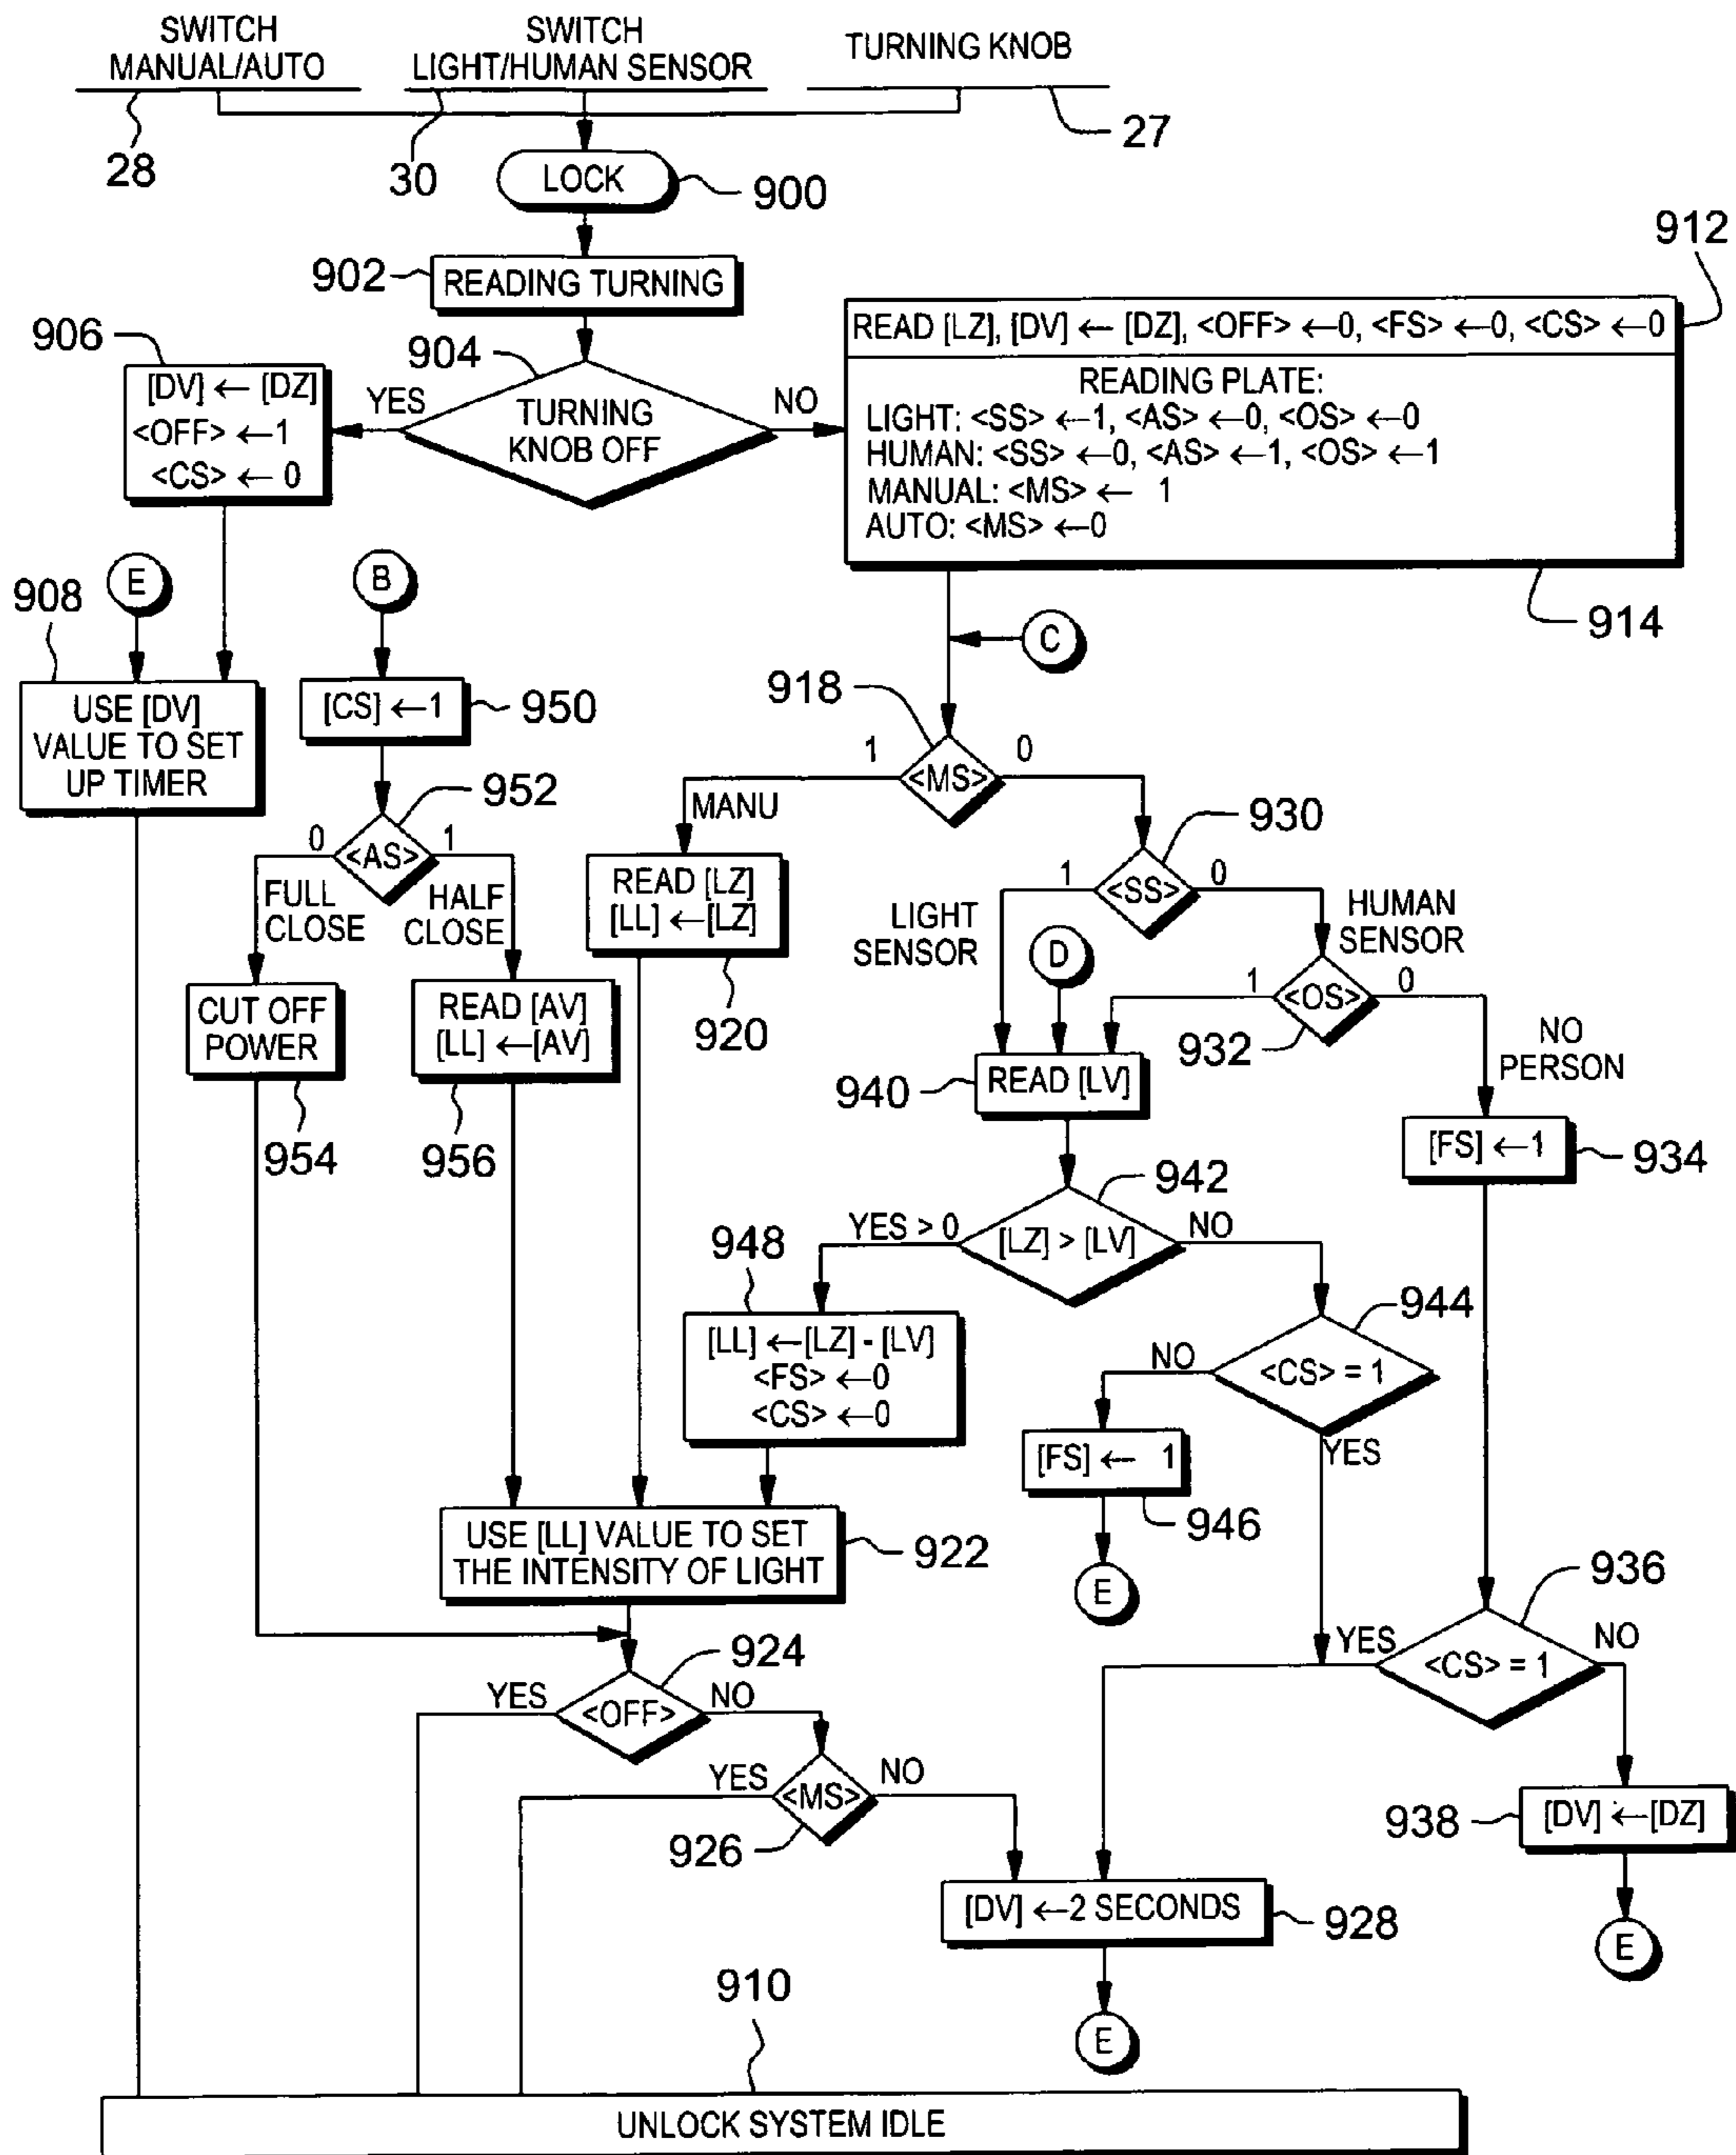 SWITCH
MANUAL/AUTO
SWITCH
LIGHT/HUMAN SENSOR
TURNING KNOB
28
30
27
LOCK
900
902
READING TURNING
912
906
904
READ [LZ], [DV] ← [DZ], <OFF> ←0, <FS> ←0, <CS> ←0
[DV] ← [DZ]
<OFF> ←1
<CS> ← 0
YES
TURNING
KNOB OFF
NO
READING PLATE:
LIGHT: <SS> ←1, <AS> ←0, <OS> ←0
HUMAN: <SS> ←0, <AS> ←1, <OS> ←1
MANUAL: <MS> ← 1
AUTO: <MS> ←0
914
908
E
B
C
USE [DV]
VALUE TO SET
UP TIMER
[CS] ←1
950
918
1
<MS>
0
952
0
<AS>
1
FULL
CLOSE
HALF
CLOSE
MANU
READ [LZ]
[LL] ←[LZ]
920
930
1
<SS>
0
LIGHT
SENSOR
HUMAN
SENSOR
D
1
<OS>
0
932
NO
PERSON
CUT OFF
POWER
954
READ [AV]
[LL] ←[AV]
956
940
READ [LV]
[FS] ←1
934
942
YES > 0
[LZ] > [LV]
NO
948
[LL] ←[LZ] - [LV]
<FS> ←0
<CS> ←0
944
NO
<CS> = 1
YES
[FS] ← 1
946
E
USE [LL] VALUE TO SET
THE INTENSITY OF LIGHT
922
936
YES
<CS> = 1
NO
924
YES
<OFF>
NO
YES
<MS>
NO
926
938
[DV] ←[DZ]
E
[DV] ←2 SECONDS
928
E
910
UNLOCK SYSTEM IDLE